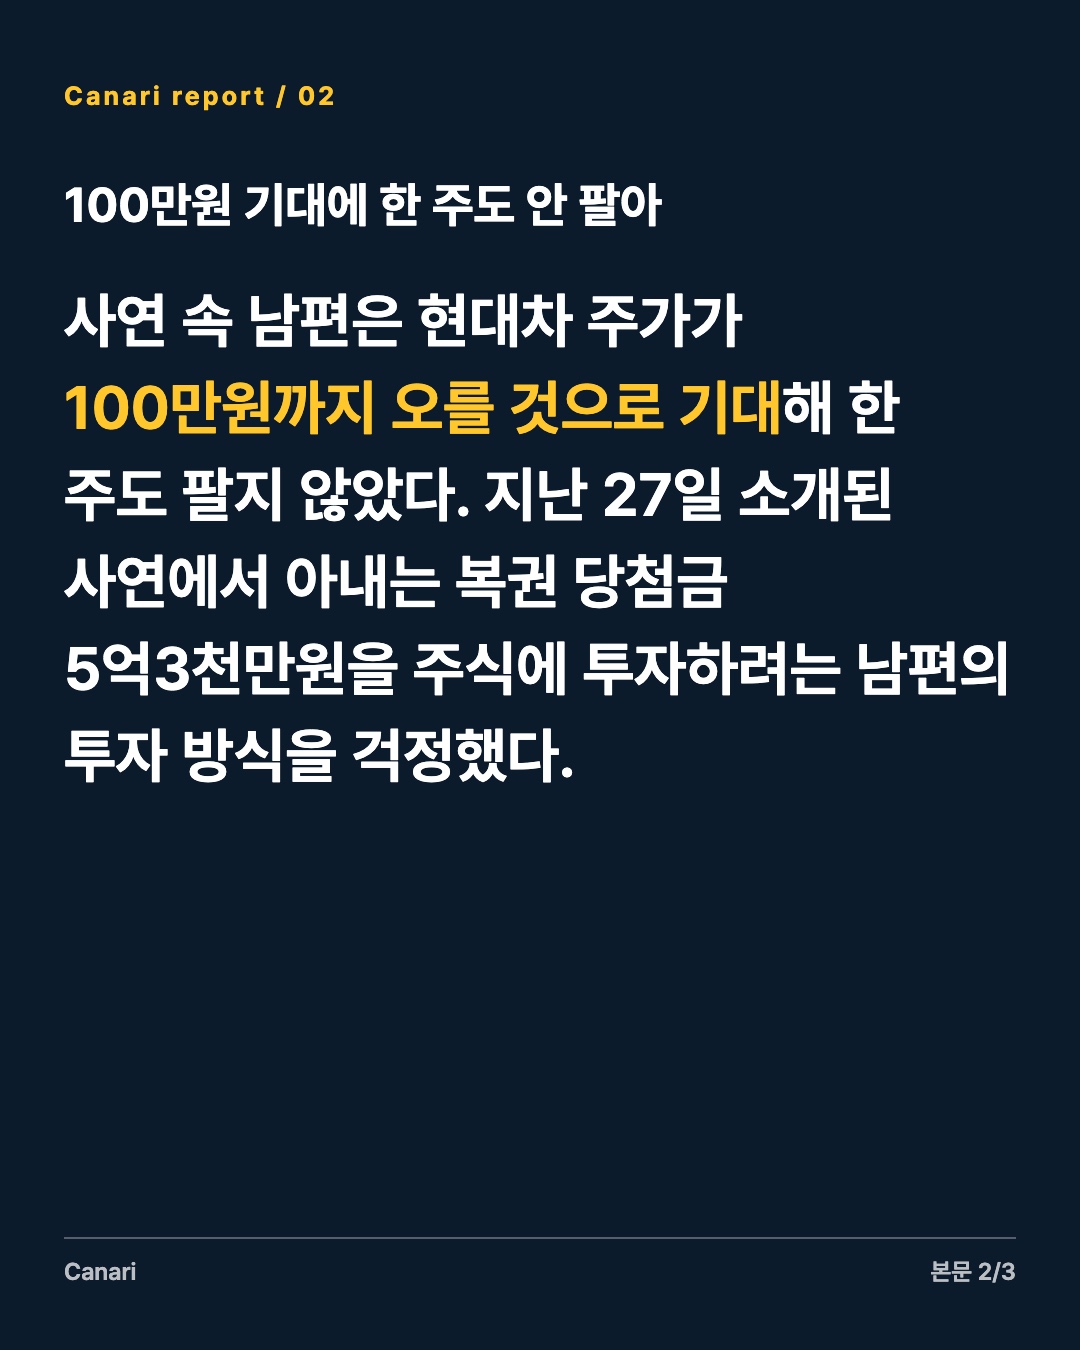 Canari report / 02
100만원 기대에 한 주도 안 팔아
사연 속 남편은 현대차 주가가
100만원까지 오를 것으로 기대해 한
주도 팔지 않았다. 지난 27일 소개된
사연에서 아내는 복권 당첨금
5억3천만원을 주식에 투자하려는 남편의
투자 방식을 걱정했다.
Canari
본문 2/3